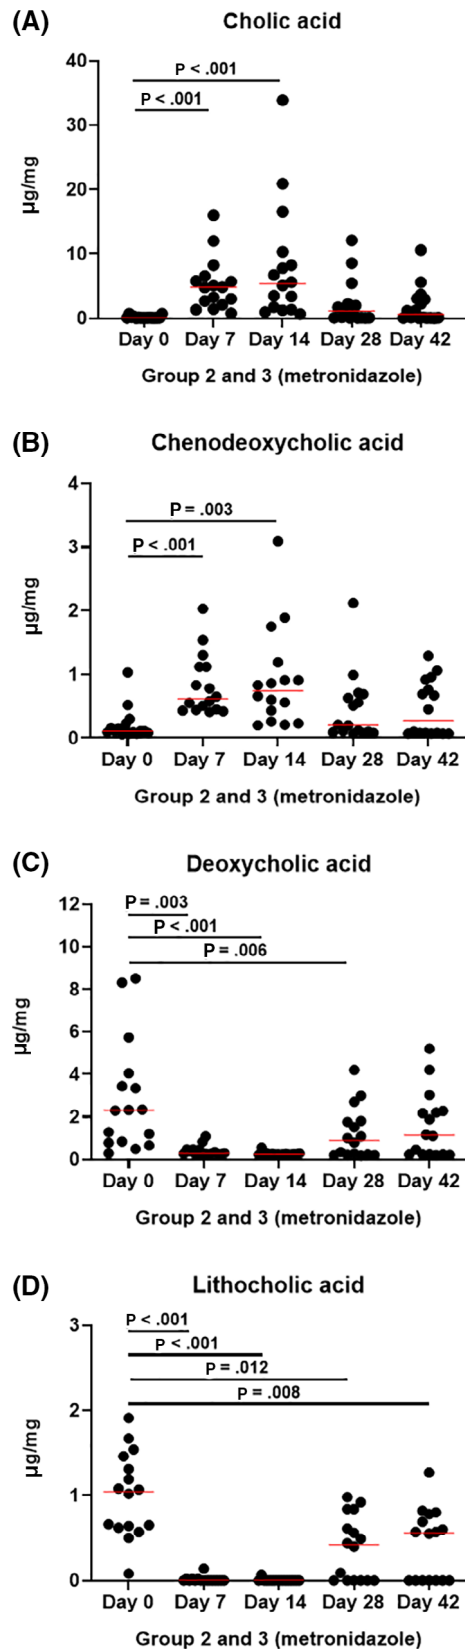 (A)
Cholic acid
P < .001
P < .001
40
30
20
10
0
µg/mg
Day 0 Day 7 Day 14 Day 28 Day 42
Group 2 and 3 (metronidazole)
(B)
Chenodeoxycholic acid
P = .003
P < .001
4
3
2
1
0
µg/mg
Day 0 Day 7 Day 14 Day 28 Day 42
Group 2 and 3 (metronidazole)
(C)
Deoxycholic acid
P = .003
P < .001
P = .006
12
10
8
6
4
2
0
µg/mg
Day 0 Day 7 Day 14 Day 28 Day 42
Group 2 and 3 (metronidazole)
(D)
Lithocholic acid
P < .001
P < .001
P = .012
P = .008
3
2
1
0
µg/mg
Day 0 Day 7 Day 14 Day 28 Day 42
Group 2 and 3 (metronidazole)